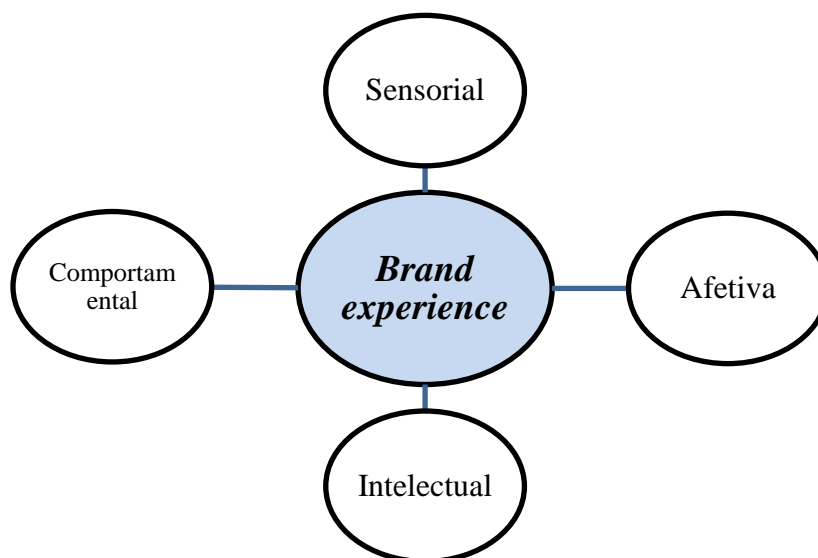 Sensorial
Comportam
ental
Brand
experience
Afetiva
Intelectual